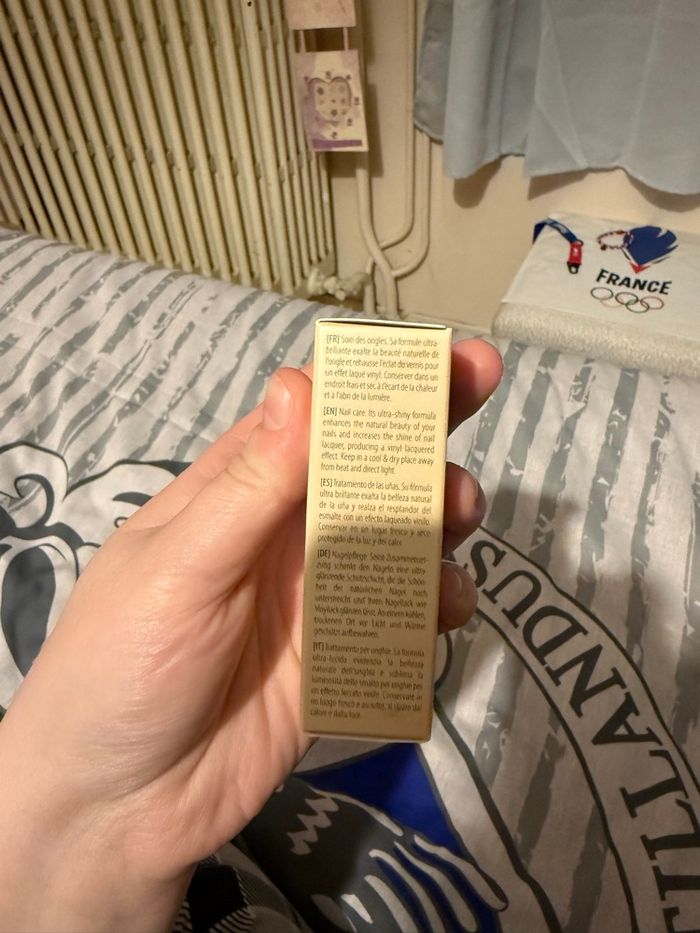 FRANCE
[FR] Soin des ongles. Sa formule ultra-
brillante exalte la beauté naturelle de
l'ongle et rehausse l'éclat du vernis pour
un effet laqué vinyl. Conserver dans un
endroit frais et sec à l'écart de la chaleur
et à l'abri de la lumière.
[EN] Nail care. Its ultra-shiny formula
enhances the natural beauty of your
nails and increases the shine of nail
lacquer, producing a vinyl lacquered
effect. Keep in a cool & dry place away
from heat and direct light.
[ES] Tratamiento de las uñas. Su fórmula
ultra brillante exalta la belleza natural
de la uña y realza el resplandor del
esmalte con un efecto laqueado vinilo.
Conservar en un lugar fresco y seco
protegido de la luz y del calor.
[DE] Nagelpflege. Seine Zusammenset-
zung schenkt den Nägeln eine ultra-
glänzende Schutzschicht, die die Schön-
heit der natürlichen Nägel noch
unterstreicht und Ihren Nagellack wie
Vinyllack glänzen lässt. An einem kühlen,
trockenen Ort vor Licht und Wärme
geschützt aufbewahren.
[IT] Trattamento per unghie. La formula
ultra-lucida evidenzia la bellezza
naturale dell'unghia e sublima la
luminosità dello smalto per unghie per
un effetto laccato vinile. Conservare in
un luogo fresco e asciutto, al riparo dal
calore e dalla luce.